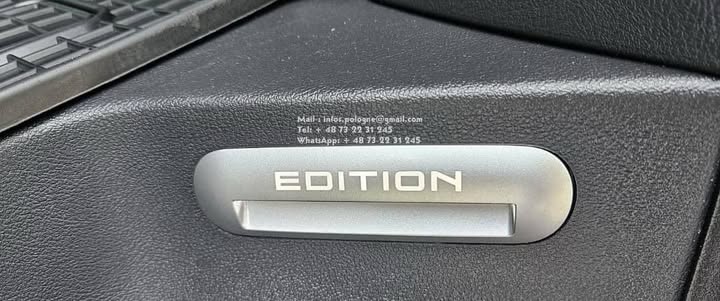 Mail : infos.pologne@gmail.com
Tel: + 48 73 22 31 245
WhatsApp: + 48 73 22 31 245
EDITION